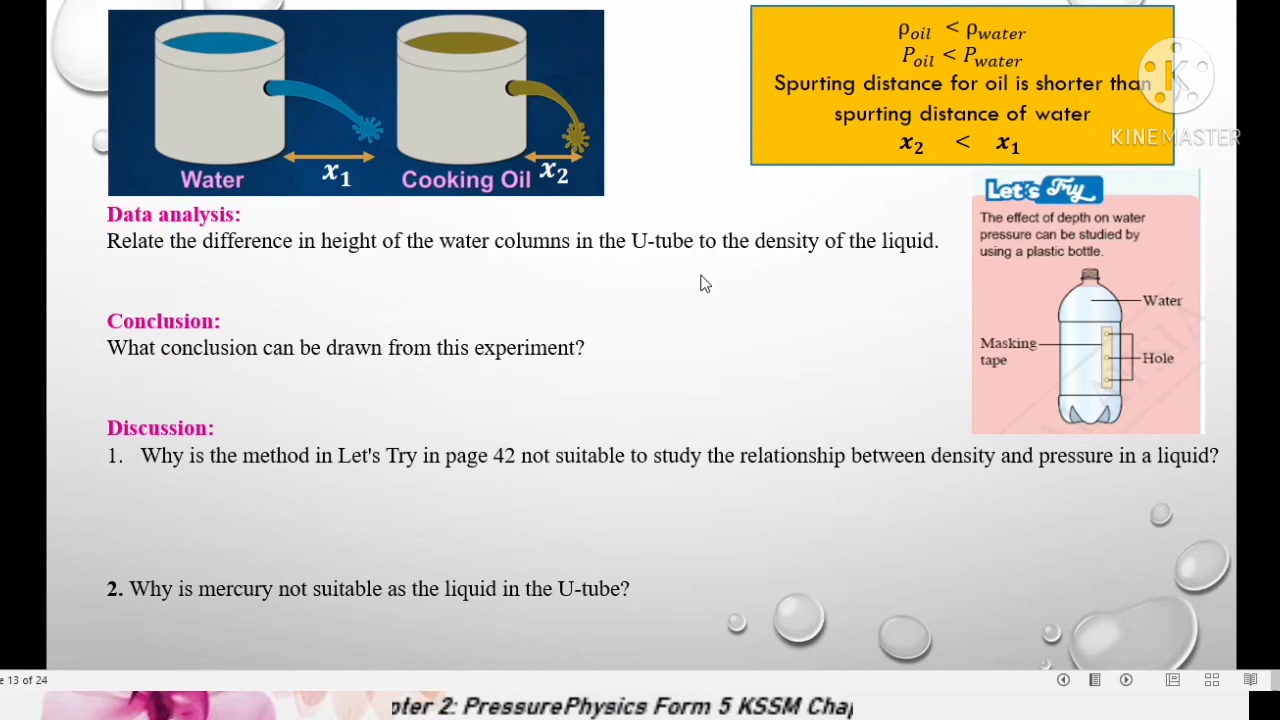 ρoil < ρwater
Poil < Pwater
Spurting distance for oil is shorter than
spurting distance of water
x2 < x1
KINEMASTER
x1
x2
Water
Cooking Oil
Let's Try
The effect of depth on water
pressure can be studied by
using a plastic bottle.
Water
Masking
tape
Hole
Data analysis:
Relate the difference in height of the water columns in the U-tube to the density of the liquid.
Conclusion:
What conclusion can be drawn from this experiment?
Discussion:
1. Why is the method in Let's Try in page 42 not suitable to study the relationship between density and pressure in a liquid?
2. Why is mercury not suitable as the liquid in the U-tube?
e 13 of 24
pter 2: Pressure Physics Form 5 KSSM Cha